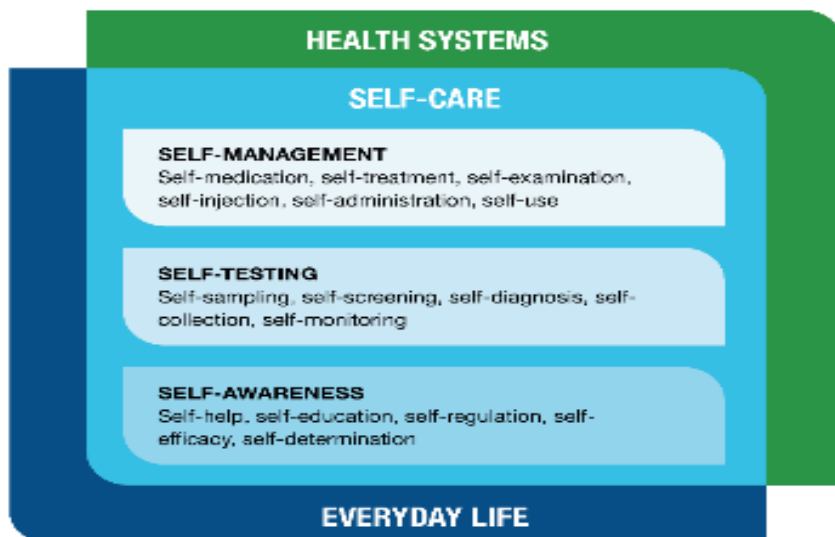 HEALTH SYSTEMS
SELF-CARE
SELF-MANAGEMENT
Self-medication, self-treatment, self-examination,
self-injection, self-administration, self-use
SELF-TESTING
Self-sampling, self-screening, self-diagnosis, self-
collection, self-monitoring
SELF-AWARENESS
Self-help, self-education, self-regulation, self-
efficacy, self-determination
EVERYDAY LIFE